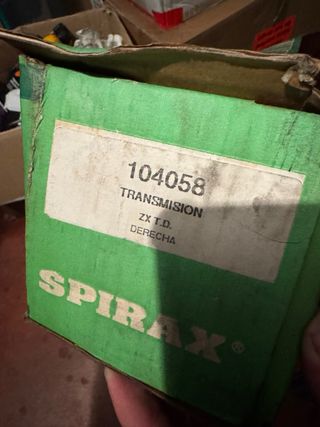 104058
TRANSMISION
ZX T.D.
DERECHA
SPIRAX®